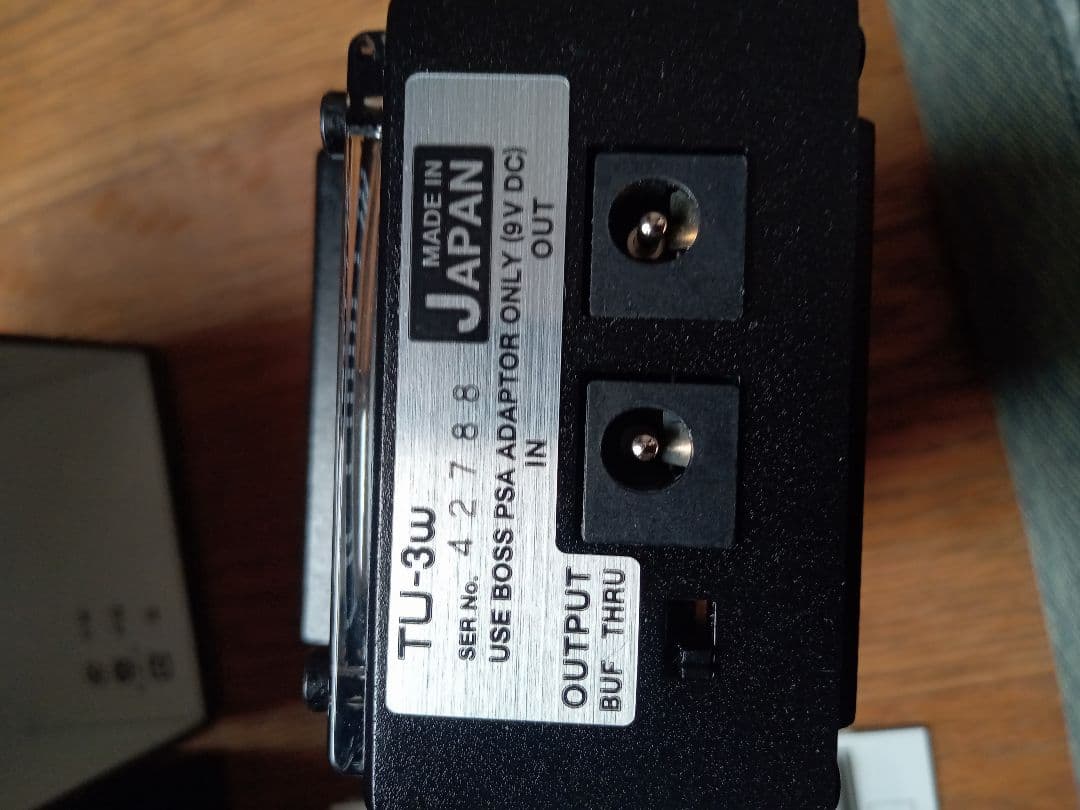 TU-3w
SER No. 42788
MADE IN
JAPAN
USE BOSS PSA ADAPTOR ONLY (9V DC)
IN OUT
OUTPUT
BUF THRU